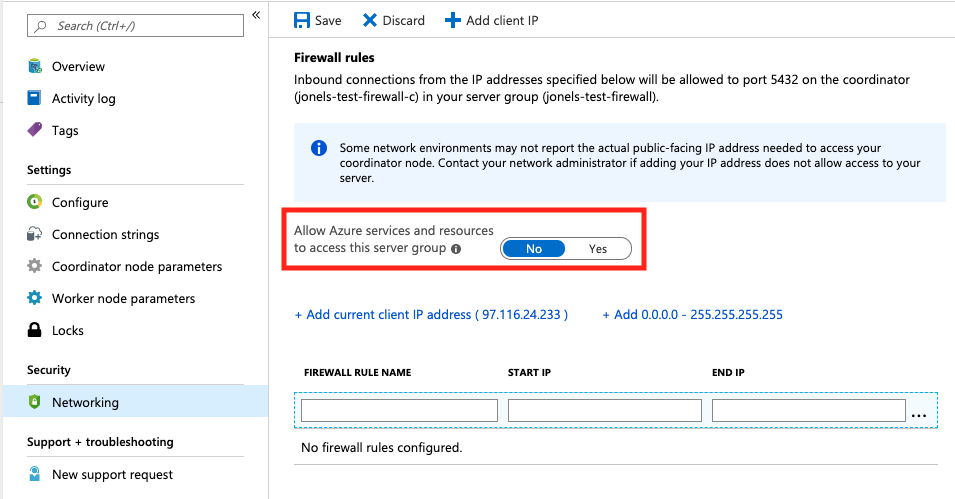 Search (Ctrl+/)
«
Overview
Activity log
Tags
Settings
Configure
Connection strings
Coordinator node parameters
Worker node parameters
Locks
Security
Networking
Support + troubleshooting
New support request
Save
Discard
Add client IP
Firewall rules
Inbound connections from the IP addresses specified below will be allowed to port 5432 on the coordinator
(jonels-test-firewall-c) in your server group (jonels-test-firewall).
Some network environments may not report the actual public-facing IP address needed to access your
coordinator node. Contact your network administrator if adding your IP address does not allow access to your
server.
Allow Azure services and resources
to access this server group
No Yes
+ Add current client IP address ( 97.116.24.233 )
+ Add 0.0.0.0 - 255.255.255.255
FIREWALL RULE NAME START IP END IP
...
No firewall rules configured.